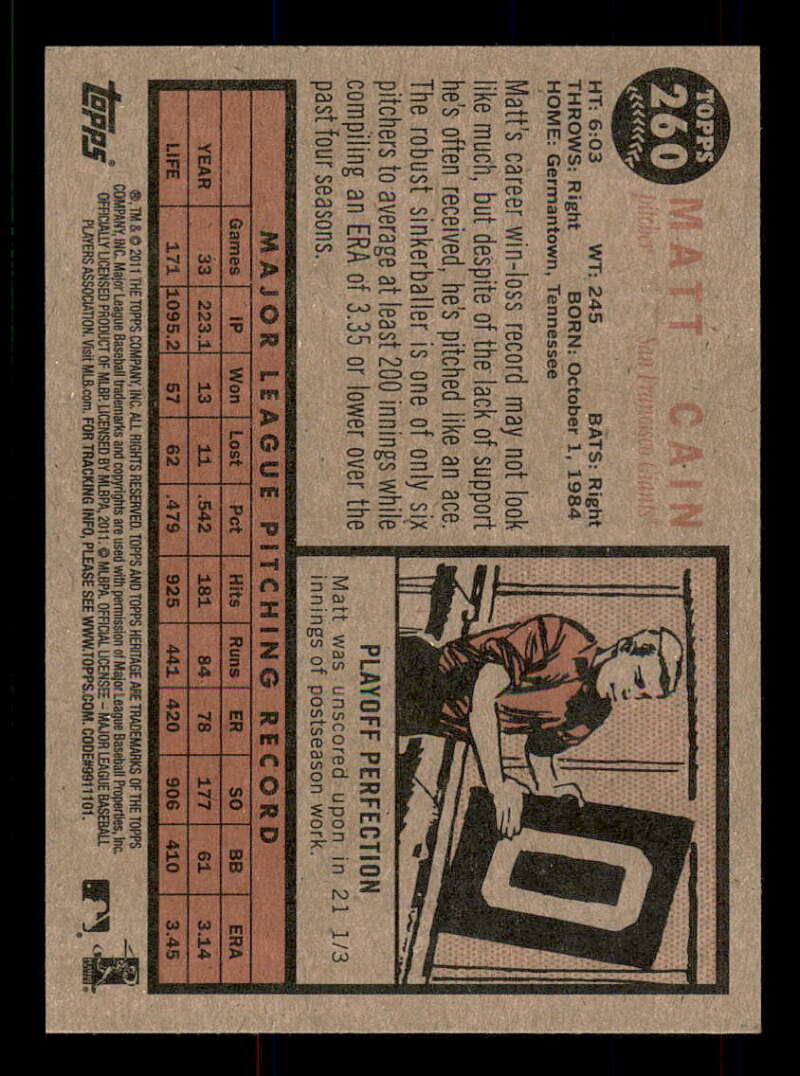 TOPPS
260
MATT CAIN
pitcher San Francisco Giants
HT: 6:03 WT: 245 BATS: Right
THROWS: Right BORN: October 1, 1984
HOME: Germantown, Tennessee
Matt's career win-loss record may not look
like much, but despite of the lack of support
he's often received, he's pitched like an ace.
The robust sinkerballer is one of only six
pitchers to average at least 200 innings while
compiling an ERA of 3.35 or lower over the
past four seasons.
0
PLAYOFF PERFECTION
Matt was unscored upon in 21 1/3
innings of postseason work.
MAJOR LEAGUE PITCHING RECORD
Games IP Won Lost Pct Hits Runs ER SO BB ERA
YEAR 33 223.1 13 11 .542 181 84 78 177 61 3.14
LIFE 171 1095.2 57 62 .479 925 441 420 906 410 3.45
topps®
®, TM & © 2011 THE TOPPS COMPANY, INC. ALL RIGHTS RESERVED. TOPPS AND TOPPS HERITAGE ARE TRADEMARKS OF THE TOPPS
COMPANY, INC. Major League Baseball trademarks and copyrights are used with permission of Major League Baseball Properties, Inc.
OFFICIALLY LICENSED PRODUCT OF MLBP. LICENSED BY MLBPA, 2011. © MLBPA. OFFICIAL LICENSEE – MAJOR LEAGUE BASEBALL
PLAYERS ASSOCIATION. Visit MLB.com. FOR TRACKING INFO, PLEASE SEE WWW.TOPPS.COM. CODE#9911101.